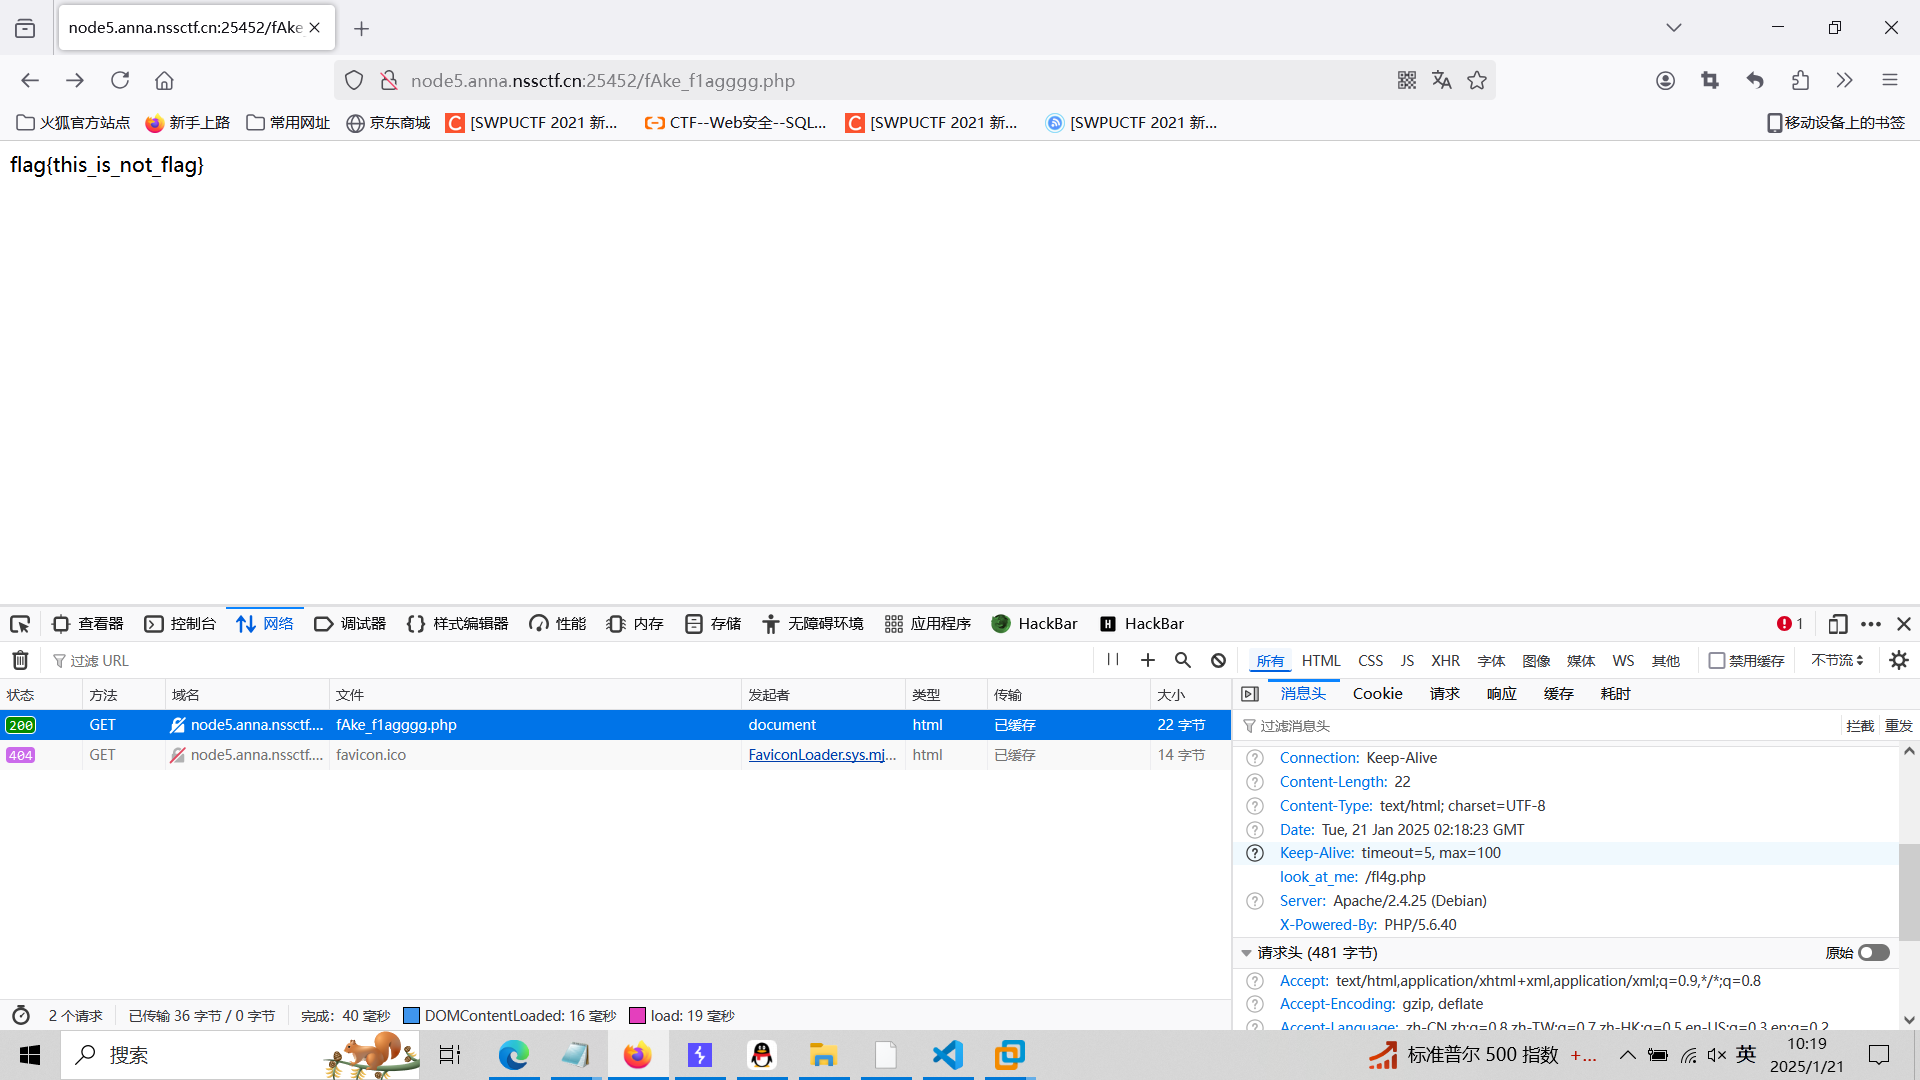 node5.anna.nssctf.cn:25452/fAke
node5.anna.nssctf.cn:25452/fAke_f1agggg.php
火狐官方站点 新手上路 常用网址 京东商城 [SWPUCTF 2021 新... CTF--Web安全--SQL... [SWPUCTF 2021 新... [SWPUCTF 2021 新... 移动设备上的书签
flag{this_is_not_flag}
查看器 控制台 网络 调试器 样式编辑器 性能 内存 存储 无障碍环境 应用程序 HackBar HackBar 1
过滤 URL 所有 HTML CSS JS XHR 字体 图像 媒体 WS 其他 禁用缓存 不节流
状态 方法 域名 文件 发起者 类型 传输 大小 消息头 Cookie 请求 响应 缓存 耗时
200 GET node5.anna.nssctf.... fAke_f1agggg.php document html 已缓存 22 字节 过滤消息头 拦截 重发
404 GET node5.anna.nssctf.... favicon.ico FaviconLoader.sys.mj... html 已缓存 14 字节
Connection: Keep-Alive
Content-Length: 22
Content-Type: text/html; charset=UTF-8
Date: Tue, 21 Jan 2025 02:18:23 GMT
Keep-Alive: timeout=5, max=100
look_at_me: /fl4g.php
Server: Apache/2.4.25 (Debian)
X-Powered-By: PHP/5.6.40
请求头 (481 字节) 原始
Accept: text/html,application/xhtml+xml,application/xml;q=0.9,*/*;q=0.8
Accept-Encoding: gzip, deflate
Accept-Language: zh-CN,zh;q=0.8,zh-TW;q=0.7,zh-HK;q=0.5,en-US;q=0.3,en;q=0.2
2 个请求 已传输 36 字节 / 0 字节 完成：40 毫秒 DOMContentLoaded: 16 毫秒 load: 19 毫秒
搜索 标准普尔 500 指数 +... 英 10:19
2025/1/21